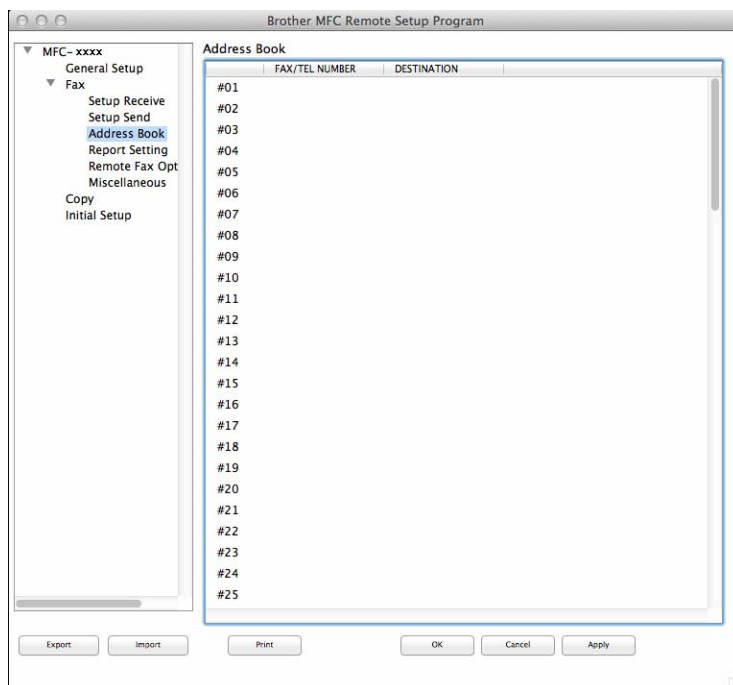 Brother MFC Remote Setup Program
MFC- xxxx
General Setup
Fax
Setup Receive
Setup Send
Address Book
Report Setting
Remote Fax Opt
Miscellaneous
Copy
Initial Setup
Address Book
FAX/TEL NUMBER DESTINATION
#01
#02
#03
#04
#05
#06
#07
#08
#09
#10
#11
#12
#13
#14
#15
#16
#17
#18
#19
#20
#21
#22
#23
#24
#25
Export Import Print OK Cancel Apply